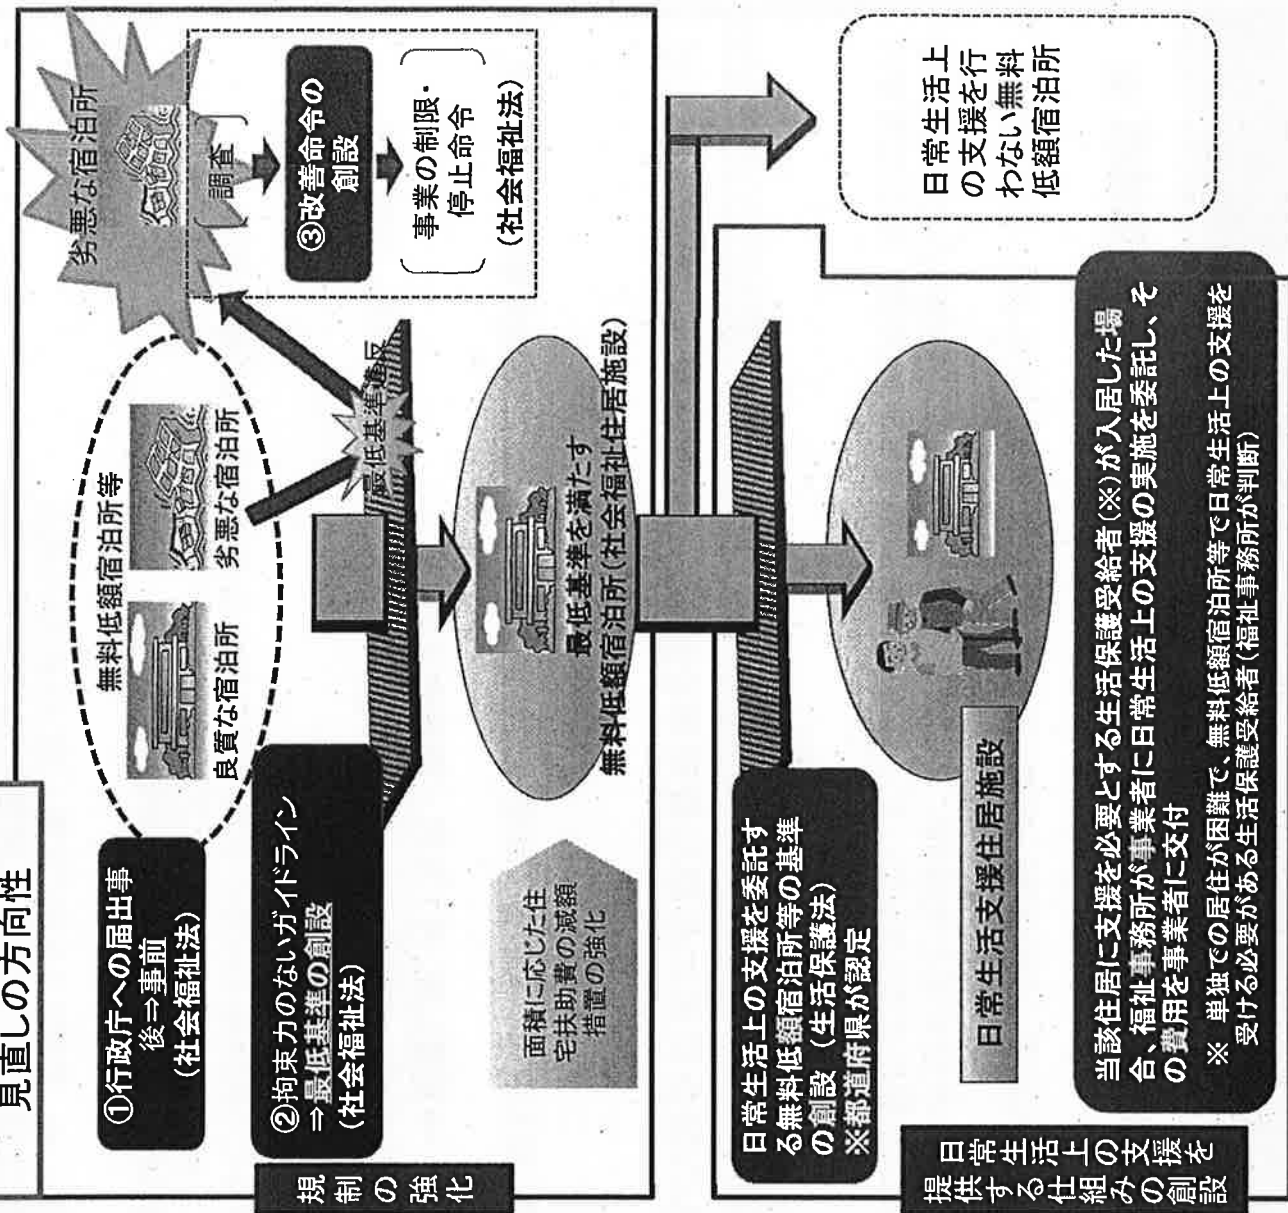 見直しの方向性
規制の強化
①行政庁への届出事
後⇒事前
(社会福祉法)
無料低額宿泊所等
良質な宿泊所
劣悪な宿泊所
劣悪な宿泊所
調査
③改善命令の
創設
事業の制限・
停止命令
(社会福祉法)
②拘束力のないガイドライン
⇒最低基準の創設
(社会福祉法)
最低基準違反
面積に応じた住
宅扶助費の減額
措置の強化
最低基準を満たす
無料低額宿泊所(社会福祉住居施設)
日常生活上の支援を
提供する仕組みの創設
日常生活上の支援を委託す
る無料低額宿泊所等の基準
の創設(生活保護法)
※都道府県が認定
日常生活上
の支援を行
わない無料
低額宿泊所
日常生活支援住居施設
当該住居に支援を必要とする生活保護受給者(※)が入居した場
合、福祉事務所が事業者に日常生活上の支援の実施を委託し、そ
の費用を事業者に交付
※ 単独での居住が困難で、無料低額宿泊所等で日常生活上の支援を
受ける必要がある生活保護受給者(福祉事務所が判断)